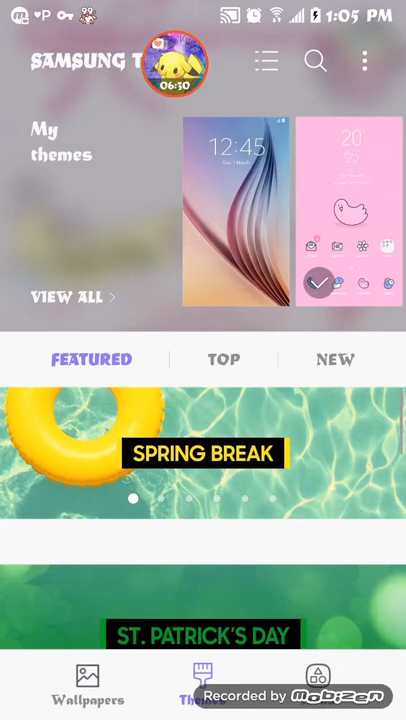 ♥P 1:05 PM
SAMSUNG T
06:30
My
themes
12:45
20°
VIEW ALL
FEATURED TOP NEW
SPRING BREAK
ST. PATRICK'S DAY
Wallpapers Themes
Recorded by MOBIZEN